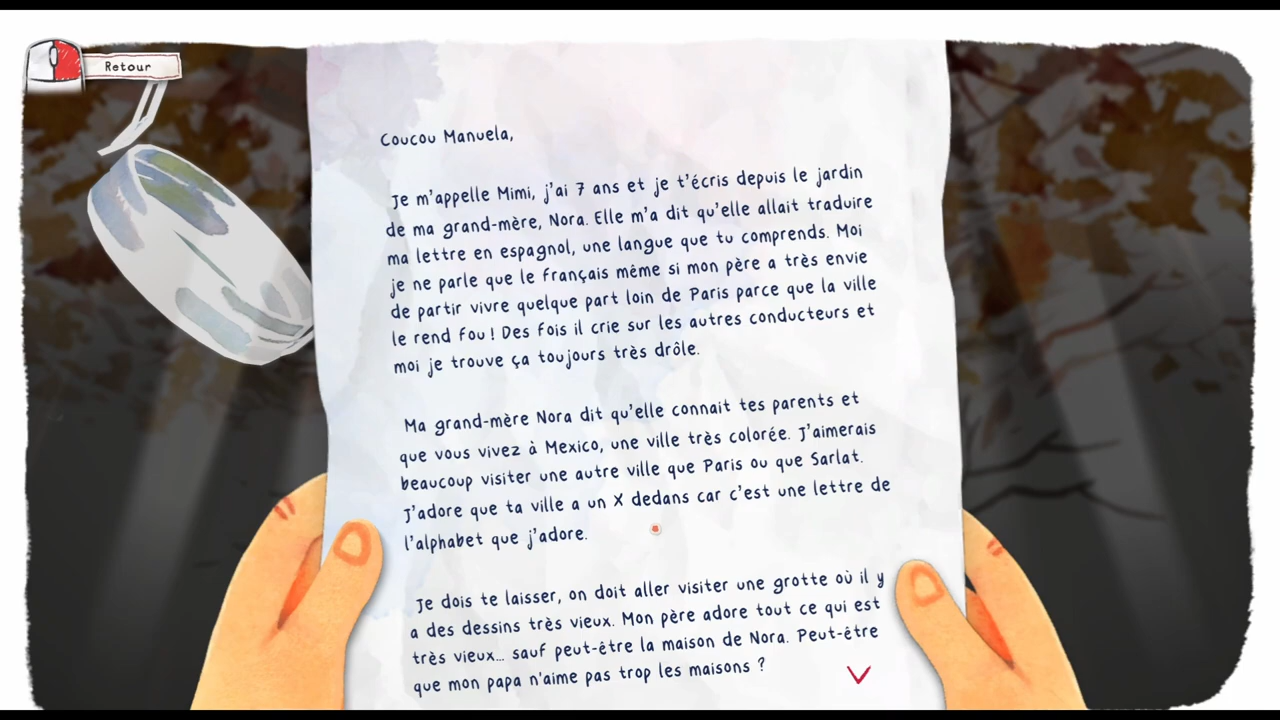 Retour
Coucou Manuela,
Je m'appelle Mimi, j'ai 7 ans et je t'écris depuis le jardin
de ma grand-mère, Nora. Elle m'a dit qu'elle allait traduire
ma lettre en espagnol, une langue que tu comprends. Moi
je ne parle que le français même si mon père a très envie
de partir vivre quelque part loin de Paris parce que la ville
le rend fou ! Des fois il crie sur les autres conducteurs et
moi je trouve ça toujours très drôle.
Ma grand-mère Nora dit qu'elle connait tes parents et
que vous vivez à Mexico, une ville très colorée. J'aimerais
beaucoup visiter une autre ville que Paris ou que Sarlat.
J'adore que ta ville a un X dedans car c'est une lettre de
l'alphabet que j'adore.
Je dois te laisser, on doit aller visiter une grotte où il y
a des dessins très vieux. Mon père adore tout ce qui est
très vieux... sauf peut-être la maison de Nora. Peut-être
que mon papa n'aime pas trop les maisons ?